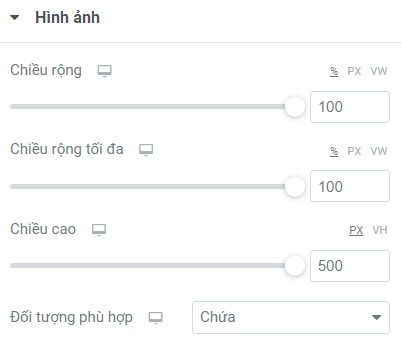 Hình ảnh
Chiều rộng % PX VW
100
Chiều rộng tối đa % PX VW
100
Chiều cao PX VH
500
Đối tượng phù hợp Chứa